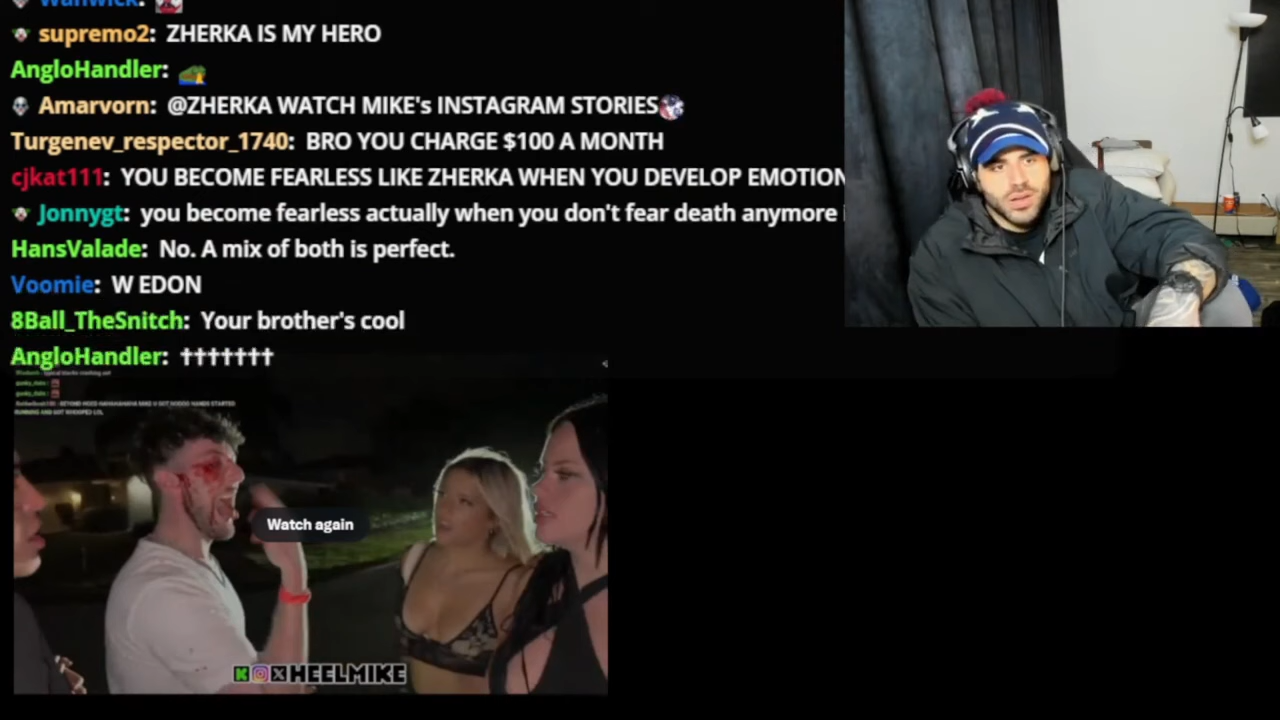 Wanwick:
supremo2: ZHERKA IS MY HERO
AngloHandler:
Amarvorn: @ZHERKA WATCH MIKE's INSTAGRAM STORIES
Turgenev_respector_1740: BRO YOU CHARGE $100 A MONTH
cjkat111: YOU BECOME FEARLESS LIKE ZHERKA WHEN YOU DEVELOP EMOTION
Jonnygt: you become fearless actually when you don't fear death anymore
HansValade: No. A mix of both is perfect.
Voomie: W EDON
8Ball_TheSnitch: Your brother's cool
AngloHandler: †††††††
Watch again
HEELMIKE